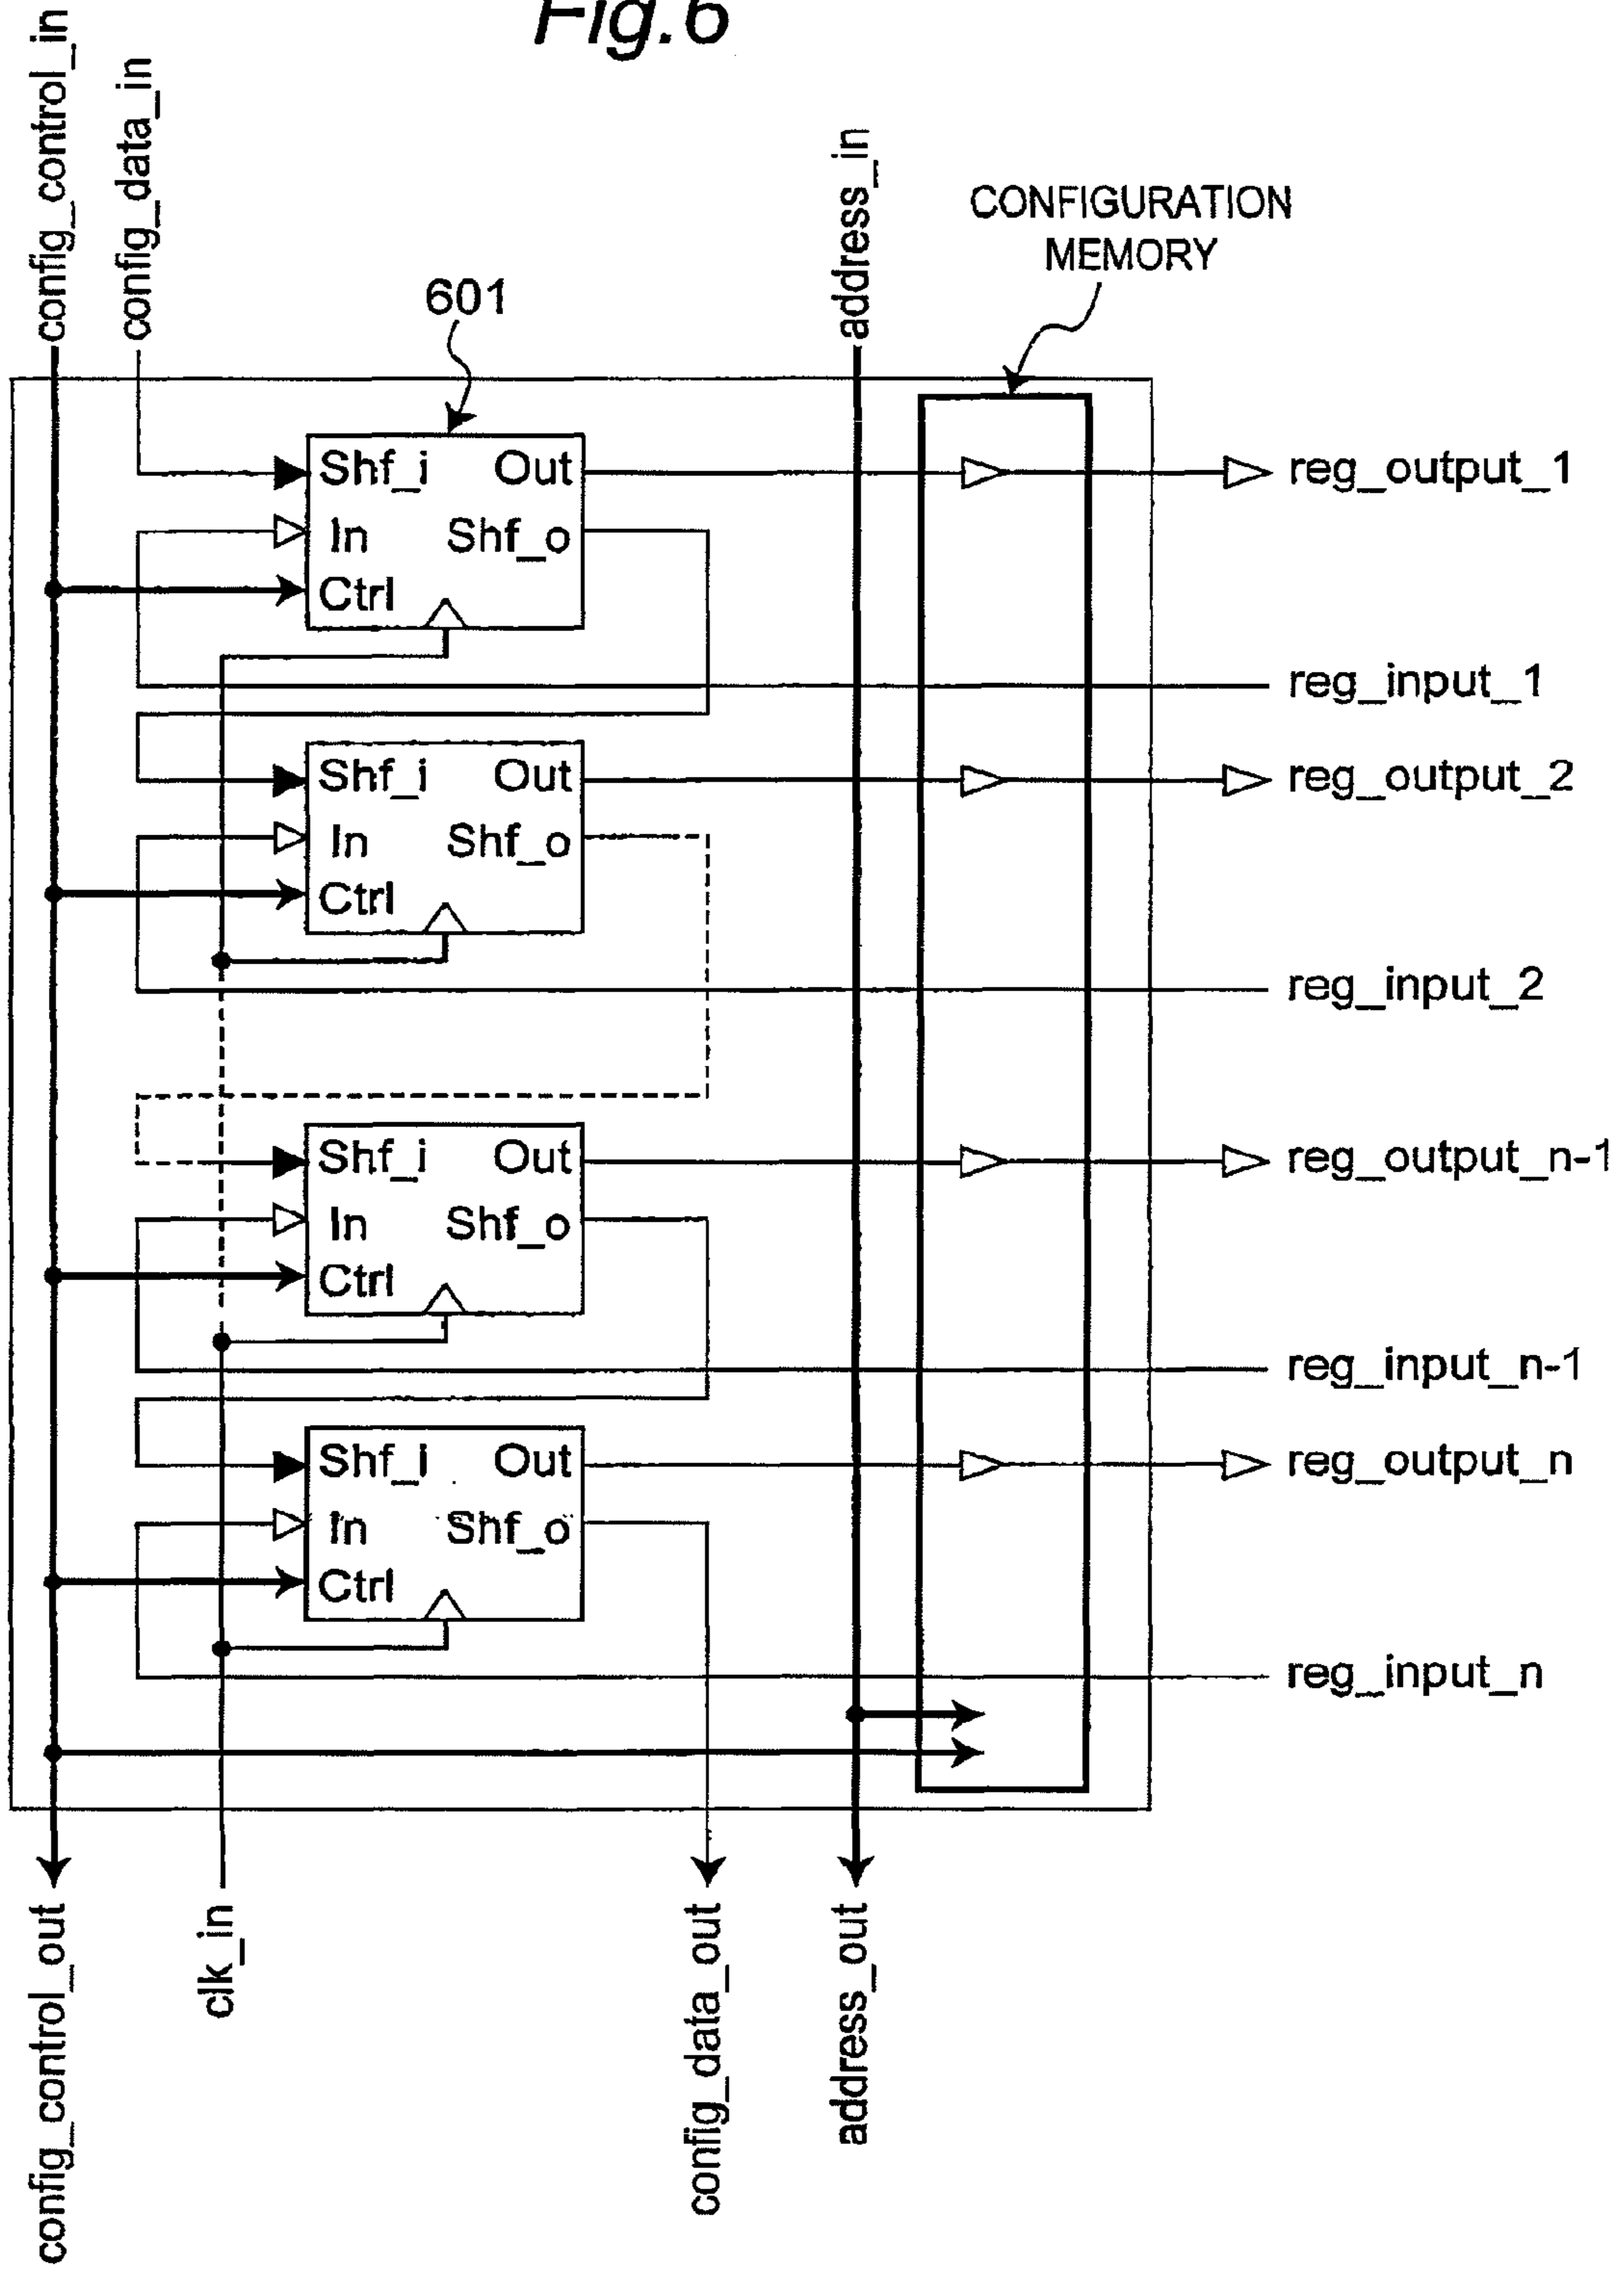 Fig.6
config_control_in
config_data_in
address_in
CONFIGURATION
MEMORY
601
Shf_i Out
In Shf_o
Ctrl
reg_output_1
reg_input_1
Shf_i Out
In Shf_o
Ctrl
reg_output_2
reg_input_2
Shf_i Out
In Shf_o
Ctrl
reg_output_n-1
reg_input_n-1
Shf_i Out
In Shf_o
Ctrl
reg_output_n
reg_input_n
config_control_out
clk_in
config_data_out
address_out